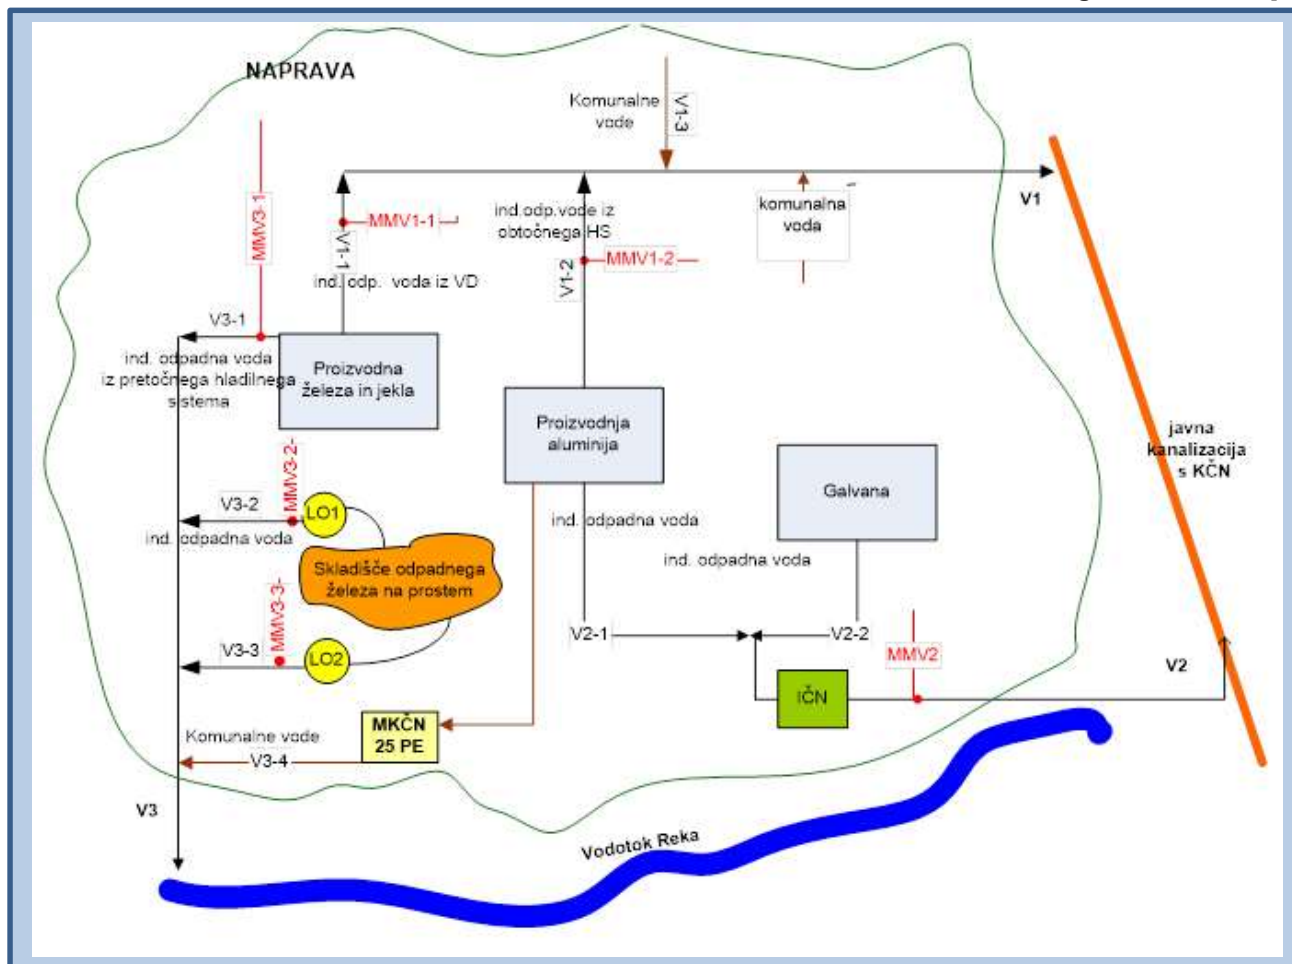 NAPRAVA
Komunalne
vode
V1-3
V1
komunalna
voda
MMV3-1
MMV1-1
V1-1
ind. odp. voda iz VD
ind.odp.vode iz
obtočnega HS
MMV1-2
V1-2
V3-1
ind. odpadna voda
iz pretočnega hladilnega
sistema
Proizvodna
železa in jekla
Proizvodnja
aluminija
Galvana
javna
kanalizacija
s KČN
MMV3-2-
V3-2
LO1
ind. odpadna voda
ind. odpadna voda
ind. odpadna voda
Skladišče odpadnega
železa na prostem
MMV3-3-
V3-3
LO2
V2-1
V2-2
MMV2
V2
IČN
MKČN
25 PE
Komunalne vode
V3-4
V3
Vodotok Reka